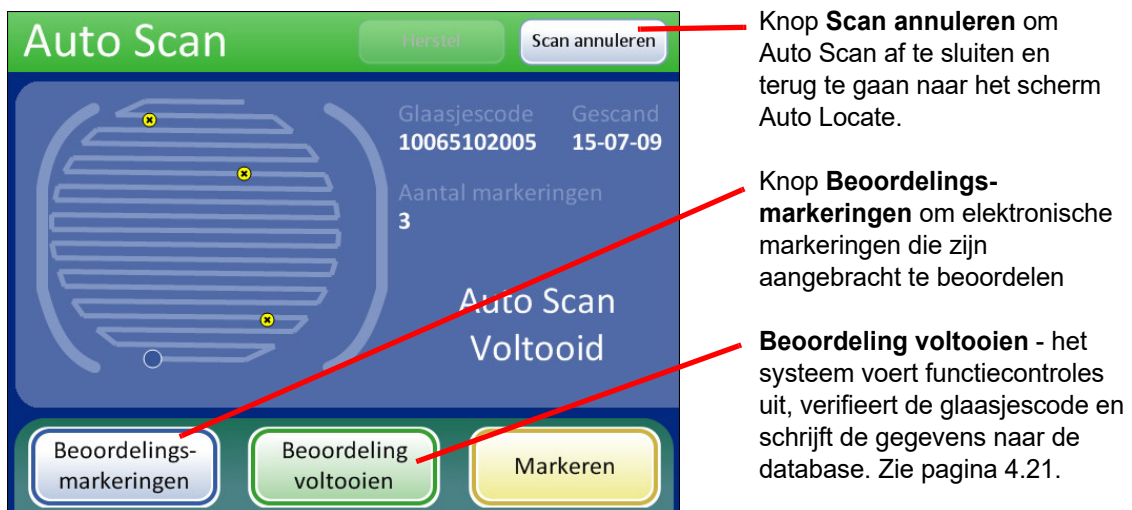 Auto Scan
Herstel
Scan annuleren
Glaasjescode
Gescand
10065102005
15-07-09
Aantal markeringen
3
Auto Scan
Voltooid
Beoordelings-
markeringen
Beoordeling
voltooien
Markeren
Knop Scan annuleren om
Auto Scan af te sluiten en
terug te gaan naar het scherm
Auto Locate.
Knop Beoordelings-
markeringen om elektronische
markeringen die zijn
aangebracht te beoordelen
Beoordeling voltooien - het
systeem voert functiecontroles
uit, verifieert de glaasjescode en
schrijft de gegevens naar de
database. Zie pagina 4.21.